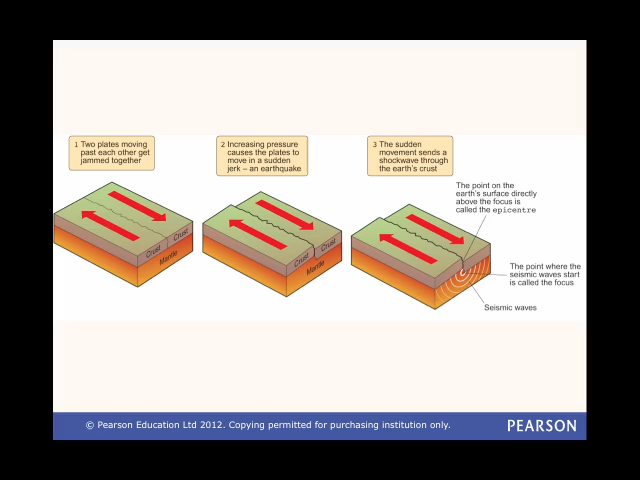 1 Two plates moving
past each other get
jammed together
2 Increasing pressure
causes the plates to
move in a sudden
jerk – an earthquake
3 The sudden
movement sends a
shockwave through
the earth's crust
The point on the
earth's surface directly
above the focus is
called the epicentre
Crust
Crust
Mantle
Crust
Crust
Mantle
The point where the
seismic waves start
is called the focus
Seismic waves
© Pearson Education Ltd 2012. Copying permitted for purchasing institution only.
PEARSON